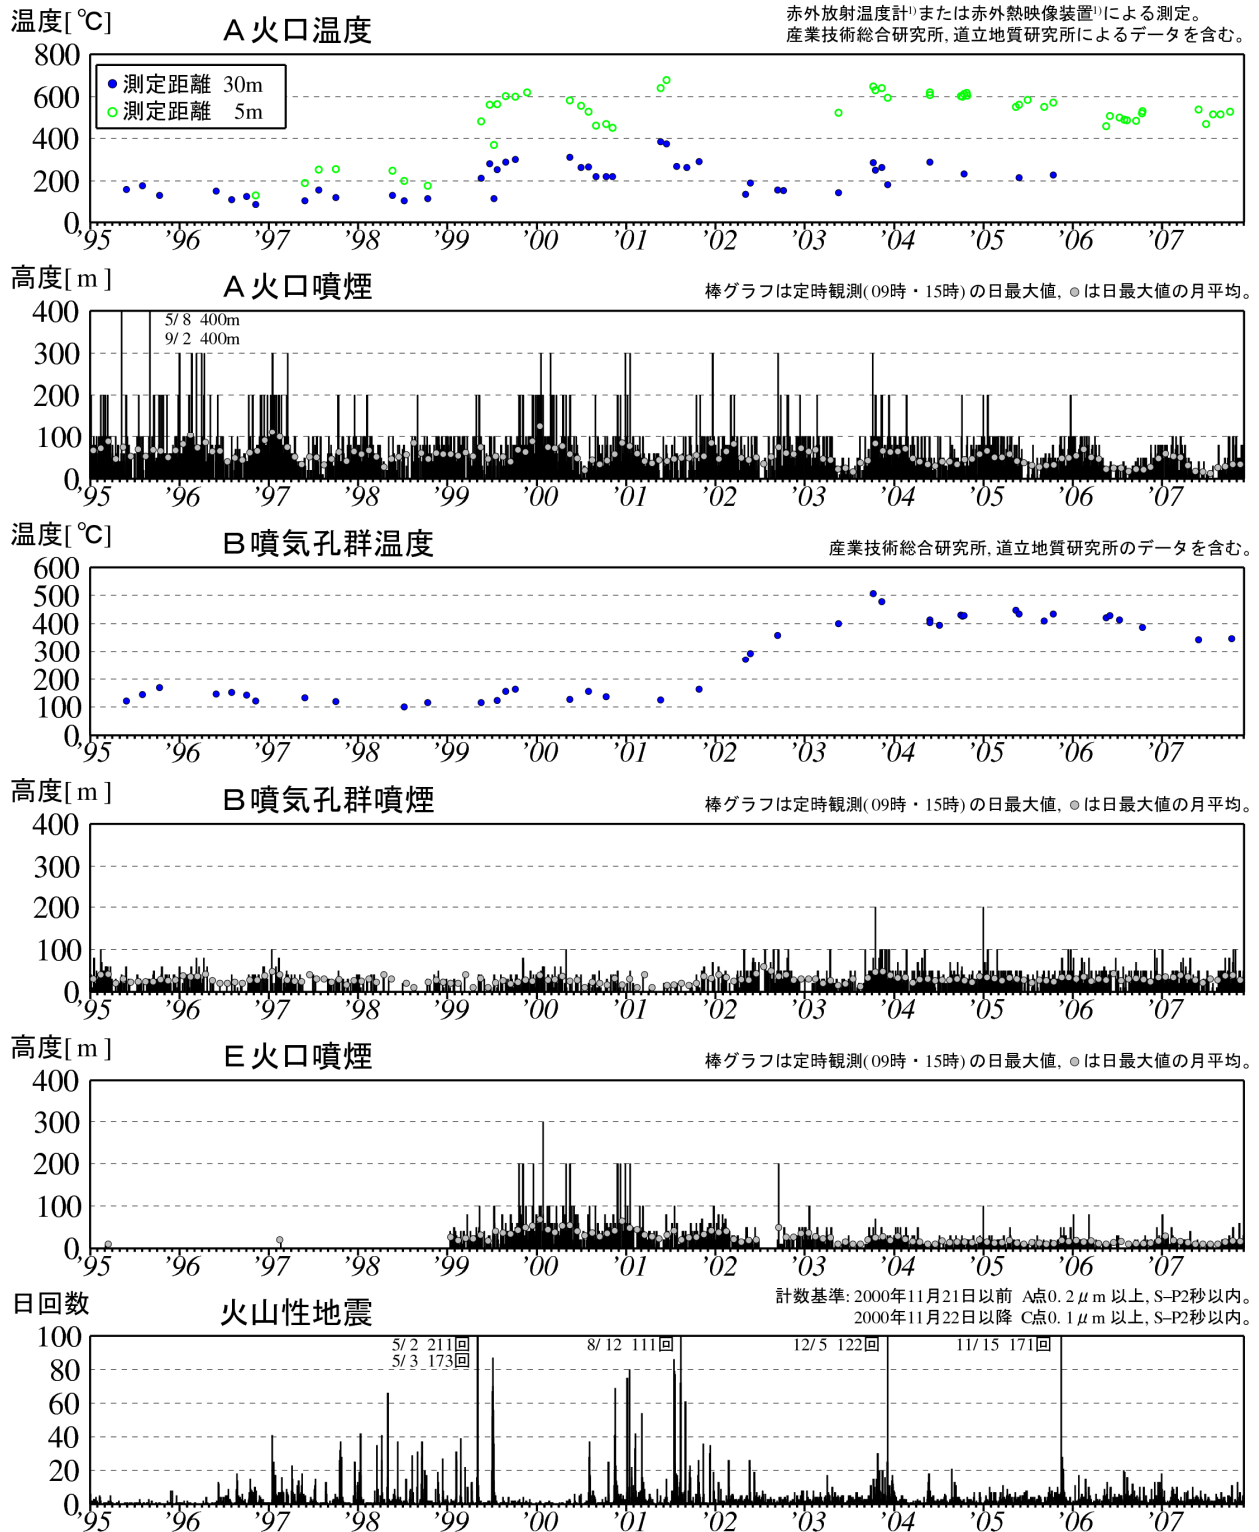 温度[℃]
A火口温度
赤外放射温度計1)または赤外熱映像装置1)による測定。
産業技術総合研究所, 道立地質研究所によるデータを含む。
800
600
400
200
0
測定距離 30m
測定距離 5m
'95 '96 '97 '98 '99 '00 '01 '02 '03 '04 '05 '06 '07
高度[m]
A火口噴煙
棒グラフは定時観測(09時・15時)の日最大値, ●は日最大値の月平均。
400
300
200
100
0
5/8 400m
9/2 400m
'95 '96 '97 '98 '99 '00 '01 '02 '03 '04 '05 '06 '07
温度[℃]
B噴気孔群温度
産業技術総合研究所, 道立地質研究所のデータを含む。
600
500
400
300
200
100
0
'95 '96 '97 '98 '99 '00 '01 '02 '03 '04 '05 '06 '07
高度[m]
B噴気孔群噴煙
棒グラフは定時観測(09時・15時)の日最大値, ●は日最大値の月平均。
400
300
200
100
0
'95 '96 '97 '98 '99 '00 '01 '02 '03 '04 '05 '06 '07
高度[m]
E火口噴煙
棒グラフは定時観測(09時・15時)の日最大値, ●は日最大値の月平均。
400
300
200
100
0
'95 '96 '97 '98 '99 '00 '01 '02 '03 '04 '05 '06 '07
日回数
火山性地震
計数基準: 2000年11月21日以前 A点0.2μm以上, S-P2秒以内。
2000年11月22日以降 C点0.1μm以上, S-P2秒以内。
100
80
60
40
20
0
5/2 211回
5/3 173回
8/12 111回
12/5 122回
11/15 171回
'95 '96 '97 '98 '99 '00 '01 '02 '03 '04 '05 '06 '07